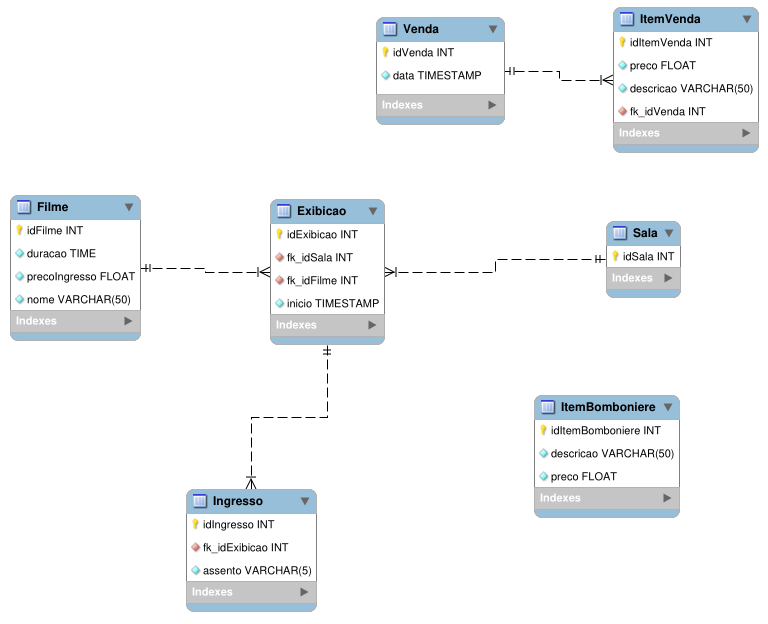 Venda
idVenda INT
data TIMESTAMP
Indexes
ItemVenda
idItemVenda INT
preco FLOAT
descricao VARCHAR(50)
fk_idVenda INT
Indexes
Filme
idFilme INT
duracao TIME
precoIngresso FLOAT
nome VARCHAR(50)
Indexes
Exibicao
idExibicao INT
fk_idSala INT
fk_idFilme INT
inicio TIMESTAMP
Indexes
Sala
idSala INT
Indexes
ItemBomboniere
idItemBomboniere INT
descricao VARCHAR(50)
preco FLOAT
Indexes
Ingresso
idIngresso INT
fk_idExibicao INT
assento VARCHAR(5)
Indexes